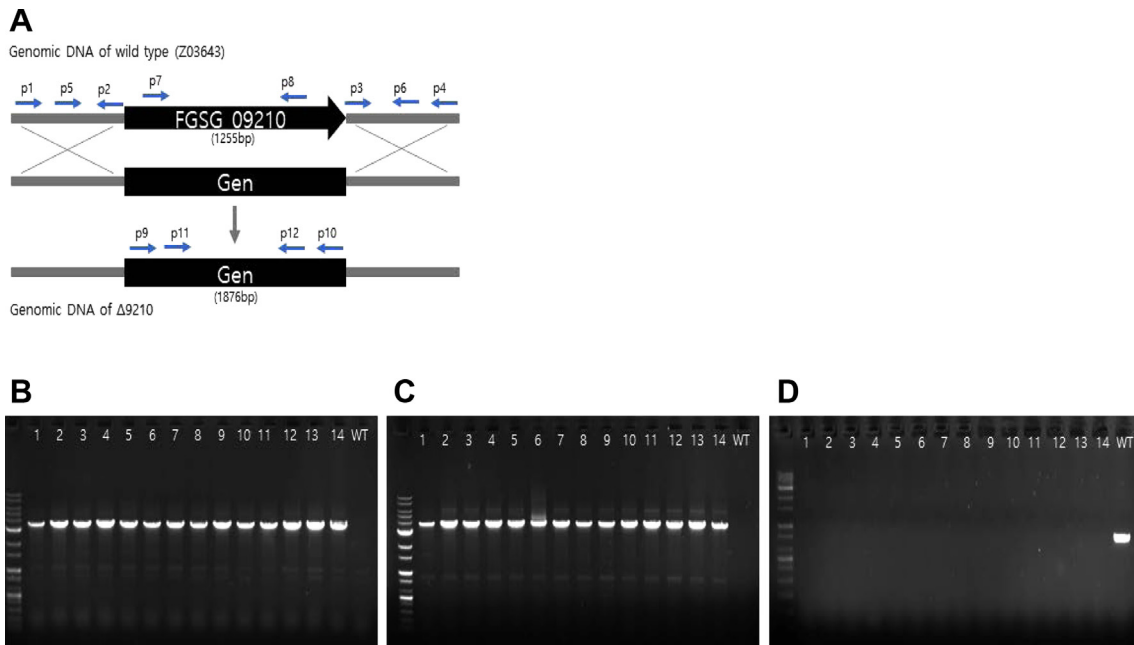 A
Genomic DNA of wild type (Z03643)
p1 p5 p2 p7 p8 p3 p6 p4
FGSG 09210
(1255bp)
Gen
p9 p11 p12 p10
Gen
(1876bp)
Genomic DNA of Δ9210
B
1 2 3 4 5 6 7 8 9 10 11 12 13 14 WT
C
1 2 3 4 5 6 7 8 9 10 11 12 13 14 WT
D
1 2 3 4 5 6 7 8 9 10 11 12 13 14 WT